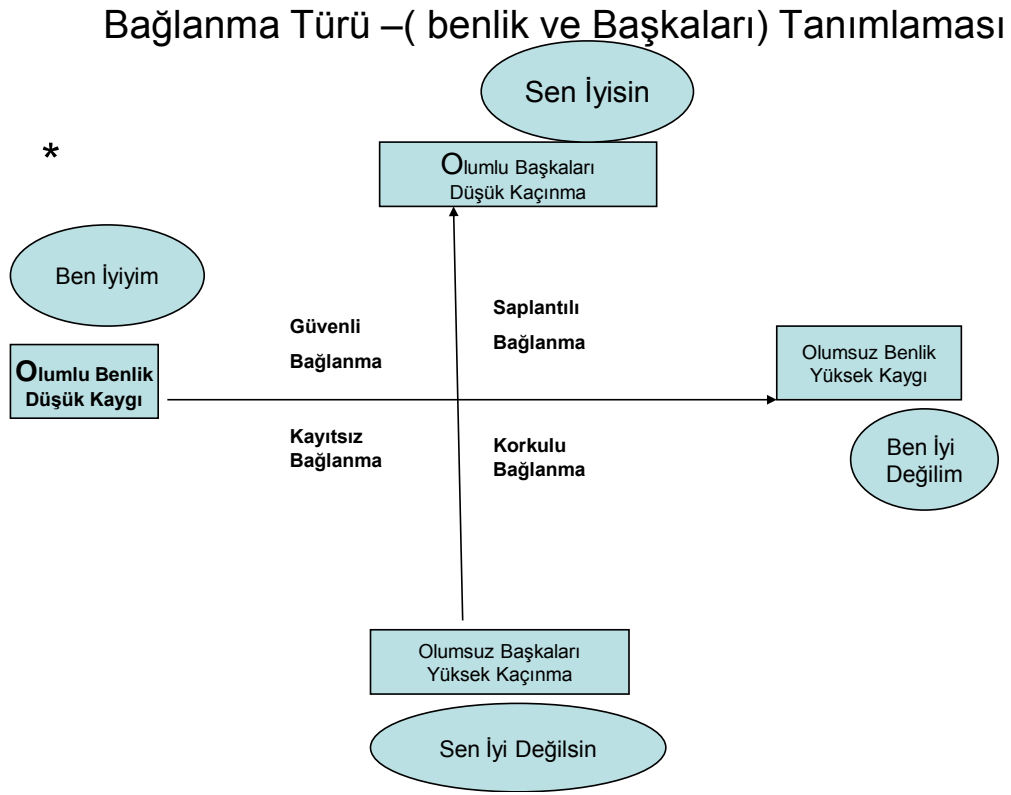 Bağlanma Türü –( benlik ve Başkaları) Tanımlaması
Sen İyisin
*
Olumlu Başkaları
Düşük Kaçınma
Ben İyiyim
Güvenli
Bağlanma
Saplantılı
Bağlanma
Olumlu Benlik
Düşük Kaygı
Olumsuz Benlik
Yüksek Kaygı
Kayıtsız
Bağlanma
Korkulu
Bağlanma
Ben İyi
Değilim
Olumsuz Başkaları
Yüksek Kaçınma
Sen İyi Değilsin